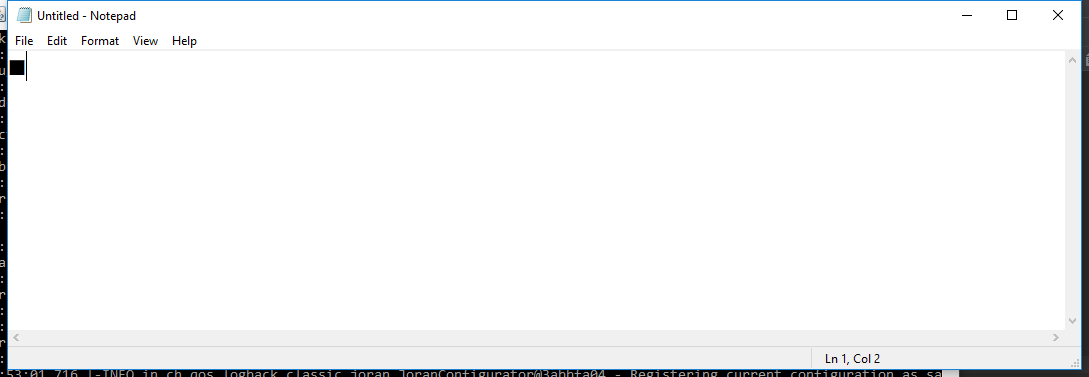 Untitled - Notepad
File Edit Format View Help
■
Ln 1, Col 2
:53:01,716 |-INFO in ch.qos.logback.classic.joran.JoranConfigurator@3abbfa04 - Registering current configuration as sa